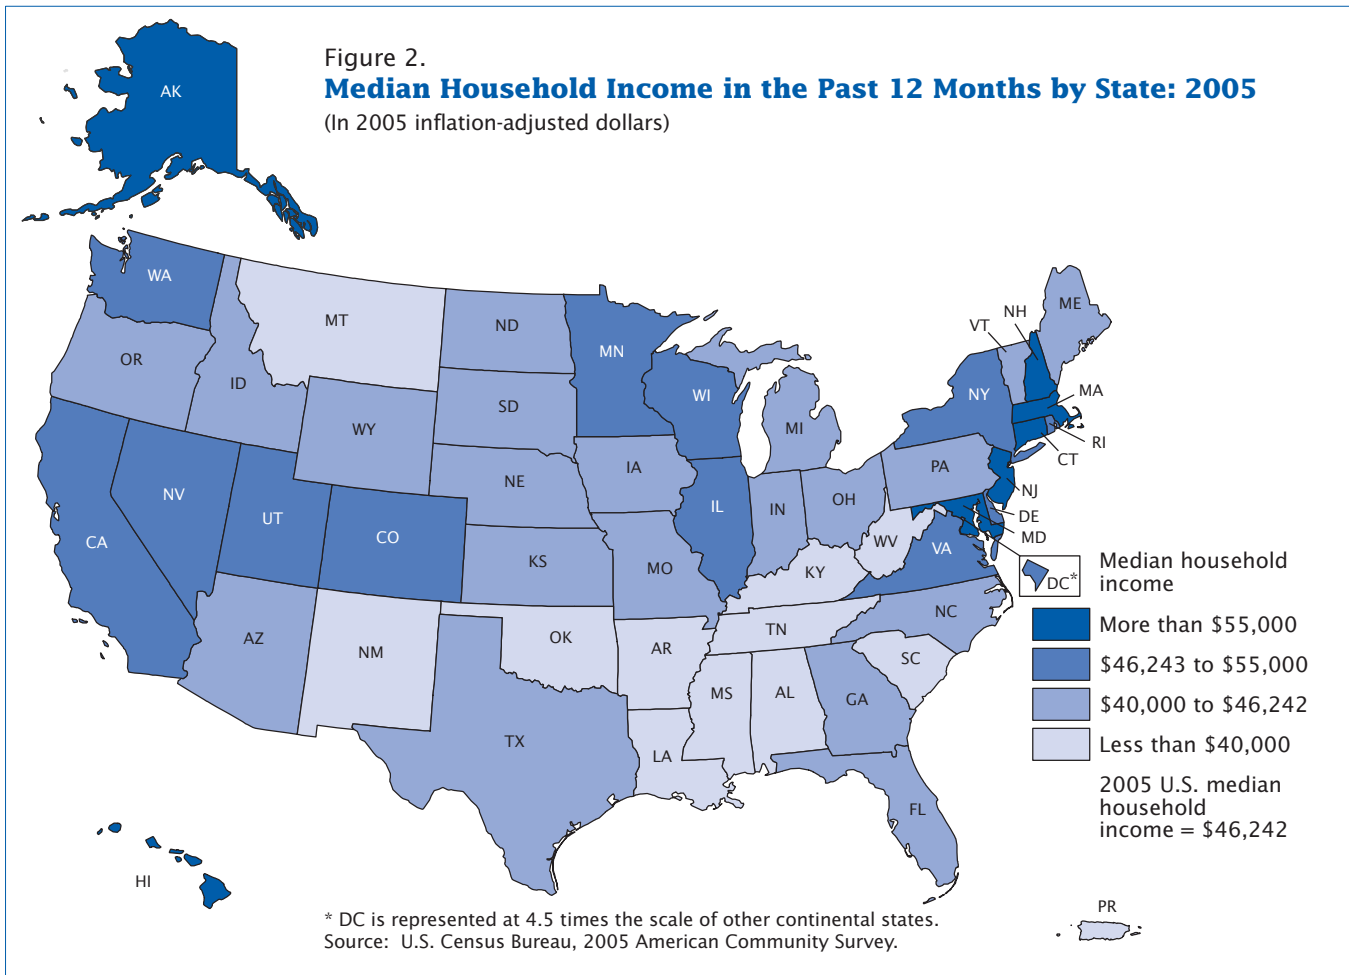 Figure 2.
Median Household Income in the Past 12 Months by State: 2005
(In 2005 inflation-adjusted dollars)
AK
WA
MT
ND
MN
ME
NH
VT
OR
ID
SD
WI
NY
MA
WY
MI
RI
CT
IA
PA
NE
NV
OH
NJ
IL
IN
UT
DE
CO
MD
CA
WV
VA
KS
MO
KY
DC*
NC
AZ
OK
TN
NM
AR
SC
MS
AL
GA
TX
LA
FL
HI
PR
Median household
income
More than $55,000
$46,243 to $55,000
$40,000 to $46,242
Less than $40,000
2005 U.S. median
household
income = $46,242
* DC is represented at 4.5 times the scale of other continental states.
Source: U.S. Census Bureau, 2005 American Community Survey.